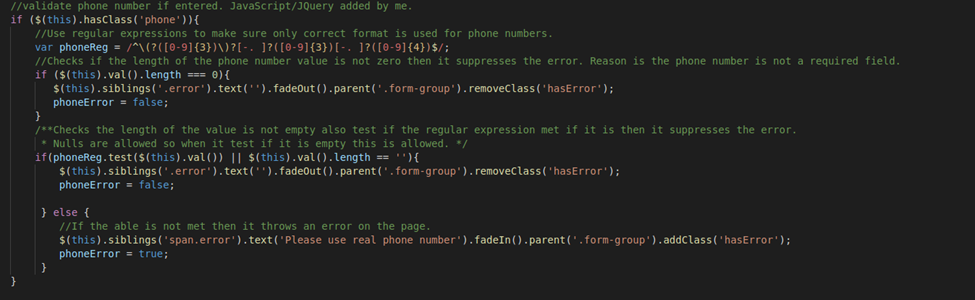 //validate phone number if entered. JavaScript/JQuery added by me.
if ($(this).hasClass('phone')){
//Use regular expressions to make sure only correct format is used for phone numbers.
var phoneReg = /^\(?([0-9]{3})\)?[-. ]?([0-9]{3})[-. ]?([0-9]{4})$/;
//Checks if the length of the phone number value is not zero then it suppresses the error. Reason is the phone number is not a required field.
if ($(this).val().length === 0){
$(this).siblings('.error').text('').fadeOut().parent('.form-group').removeClass('hasError');
phoneError = false;
}
/**Checks the length of the value is not empty also test if the regular expression met if it is then it suppresses the error.
* Nulls are allowed so when it test if it is empty this is allowed. */
if(phoneReg.test($(this).val()) || $(this).val().length == ''){
$(this).siblings('.error').text('').fadeOut().parent('.form-group').removeClass('hasError');
phoneError = false;
} else {
//If the able is not met then it throws an error on the page.
$(this).siblings('span.error').text('Please use real phone number').fadeIn().parent('.form-group').addClass('hasError');
phoneError = true;
}
}